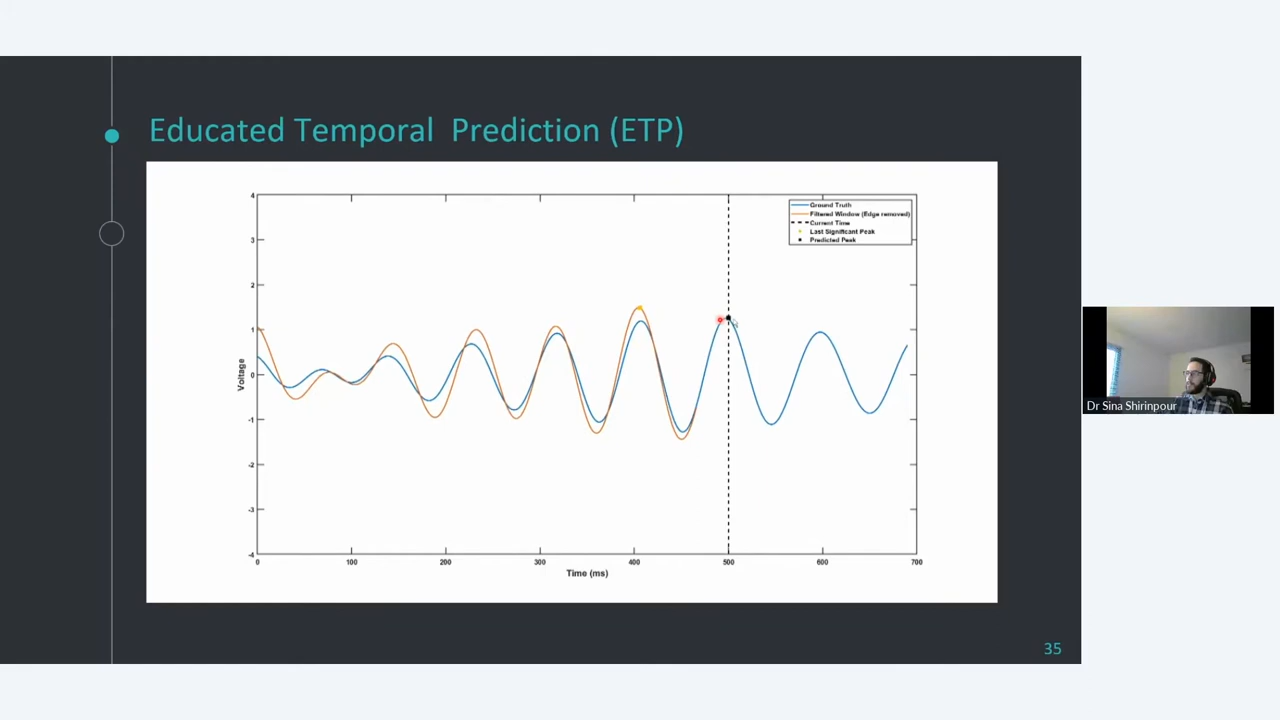 Educated Temporal Prediction (ETP)
4
3
2
1
0
-1
-2
-3
-4
Voltage
0 100 200 300 400 500 600 700
Time (ms)
Ground Truth
Filtered Window (Edge removed)
Current Time
Last Significant Peak
Predicted Peak
Dr Sina Shirinpour
35